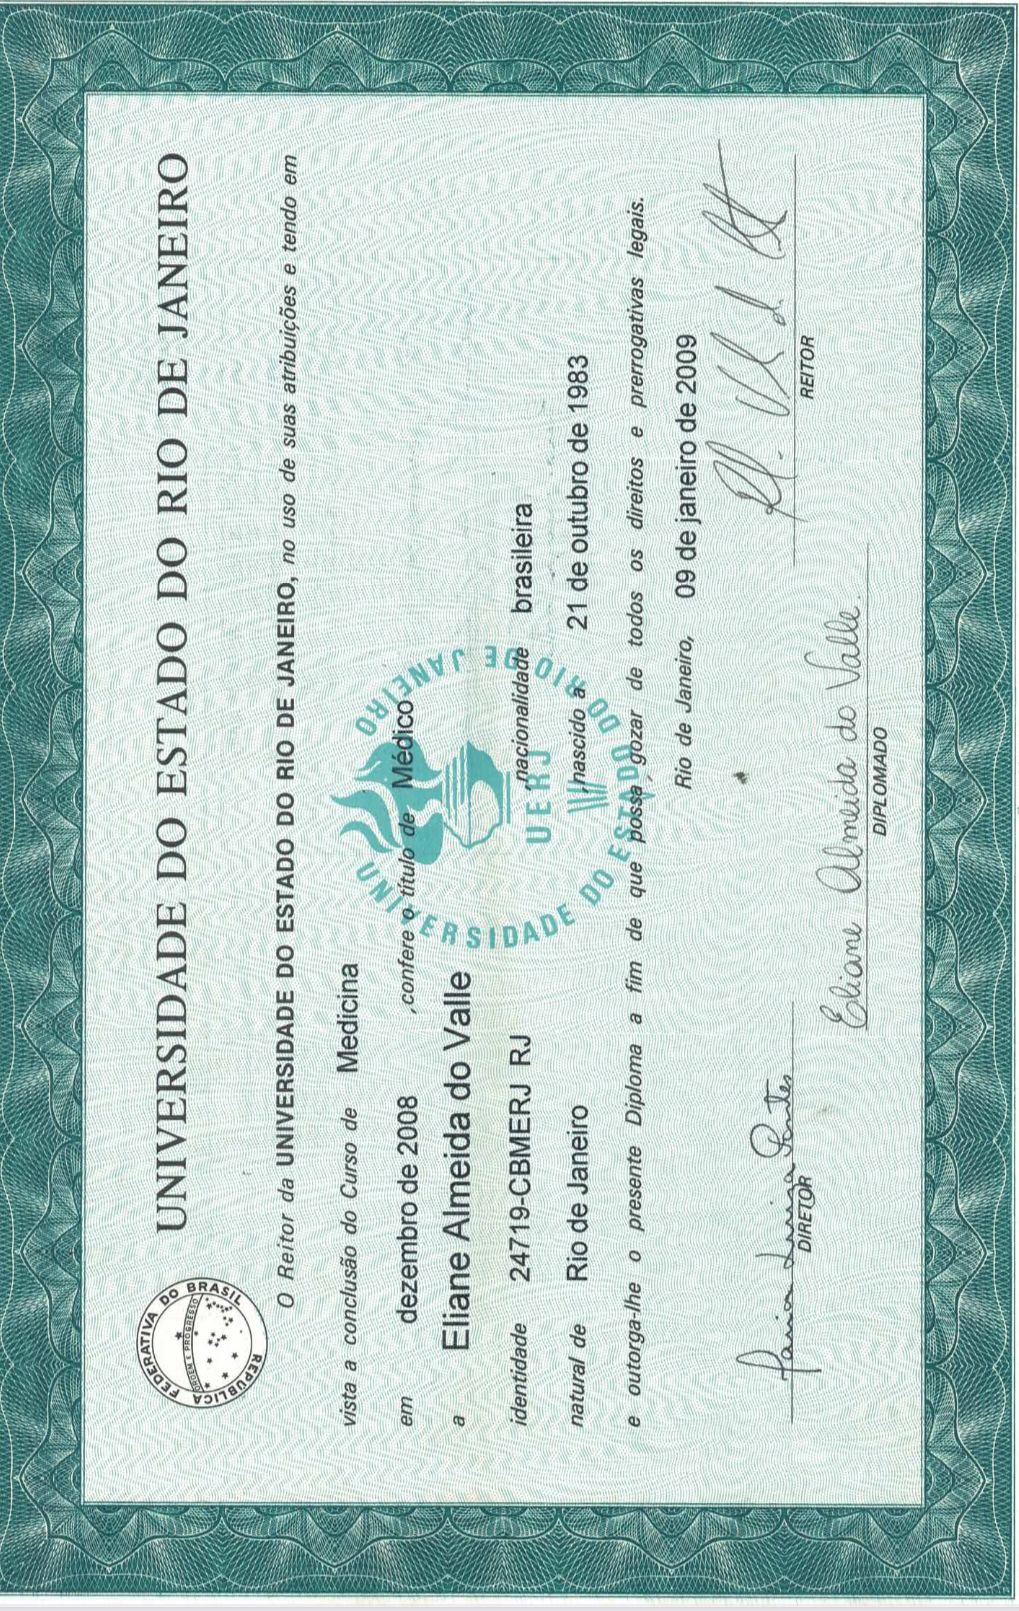 REPÚBLICA FEDERATIVA DO BRASIL
ORDEM E PROGRESSO
UNIVERSIDADE DO ESTADO DO RIO DE JANEIRO
O Reitor da UNIVERSIDADE DO ESTADO DO RIO DE JANEIRO, no uso de suas atribuições e tendo em
vista a conclusão do Curso de Medicina
em dezembro de 2008 ,confere o título de Médico
a Eliane Almeida do Valle
identidade 24719-CBMERJ RJ ,nacionalidade brasileira
natural de Rio de Janeiro ,nascido a 21 de outubro de 1983
e outorga-lhe o presente Diploma a fim de que possa gozar de todos os direitos e prerrogativas legais.
UNIVERSIDADE DO ESTADO DO RIO DE JANEIRO
UERJ
Rio de Janeiro, 09 de janeiro de 2009
DIRETOR
Eliane Almeida do Valle.
DIPLOMADO
REITOR